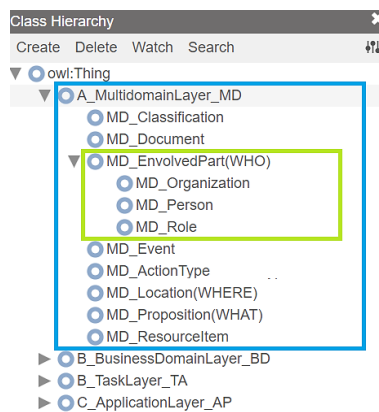 Class Hierarchy
Create Delete Watch Search
owl:Thing
A_MultidomainLayer_MD
MD_Classification
MD_Document
MD_EnvolvedPart(WHO)
MD_Organization
MD_Person
MD_Role
MD_Event
MD_ActionType
MD_Location(WHERE)
MD_Proposition(WHAT)
MD_ResourceItem
B_BusinessDomainLayer_BD
B_TaskLayer_TA
C_ApplicationLayer_AP